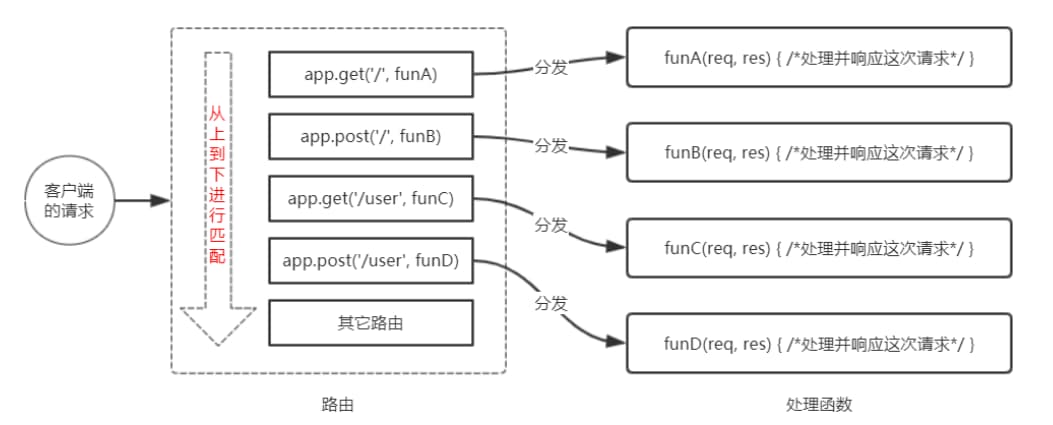 客户端
的请求
从上到下进行匹配
app.get('/', funA)
app.post('/', funB)
app.get('/user', funC)
app.post('/user', funD)
其它路由
分发
分发
分发
分发
funA(req, res) { /*处理并响应这次请求*/ }
funB(req, res) { /*处理并响应这次请求*/ }
funC(req, res) { /*处理并响应这次请求*/ }
funD(req, res) { /*处理并响应这次请求*/ }
路由
处理函数